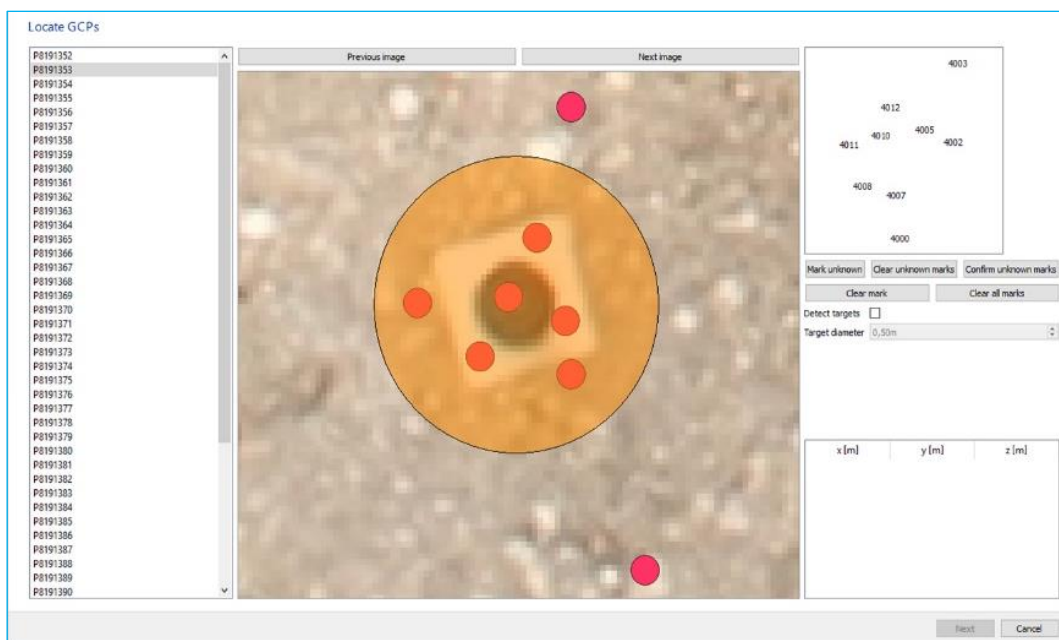 Locate GCPs
P8191352
P8191353
P8191354
P8191355
P8191356
P8191357
P8191358
P8191359
P8191360
P8191361
P8191362
P8191363
P8191364
P8191365
P8191366
P8191367
P8191368
P8191369
P8191370
P8191371
P8191372
P8191373
P8191374
P8191375
P8191376
P8191377
P8191378
P8191379
P8191380
P8191381
P8191382
P8191383
P8191384
P8191385
P8191386
P8191387
P8191388
P8191389
P8191390
Previous image Next image
4003
4012
4005
4010
4002
4011
4008
4007
4000
Mark unknown Clear unknown marks Confirm unknown marks
Clear mark Clear all marks
Detect targets
Target diameter 0,50m
x [m] y [m] z [m]
Next Cancel